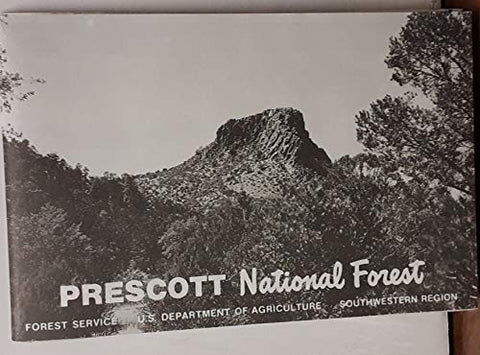 PRESCOTT National Forest
FOREST SERVICE U.S. DEPARTMENT OF AGRICULTURE SOUTHWESTERN REGION